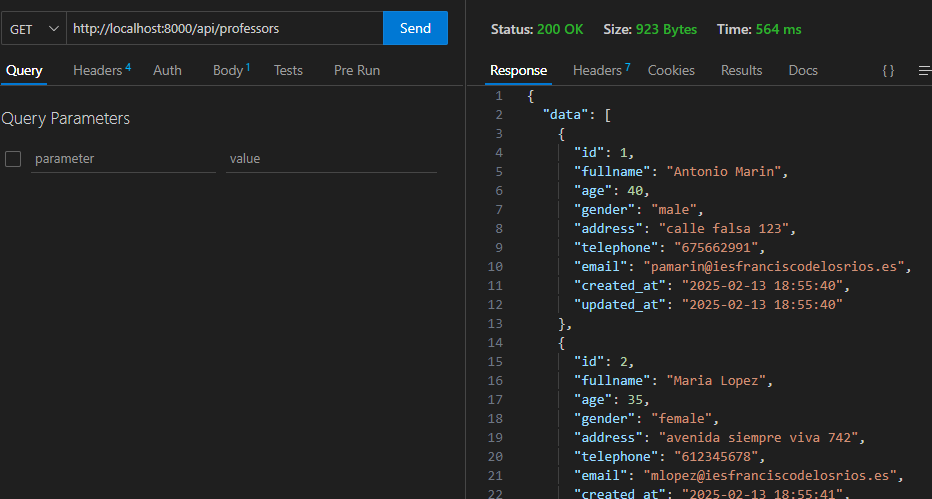 GET http://localhost:8000/api/professors Send
Query Headers 4 Auth Body 1 Tests Pre Run
Query Parameters
parameter value
Status: 200 OK Size: 923 Bytes Time: 564 ms
Response Headers 7 Cookies Results Docs { }
1 {
2 "data": [
3 {
4 "id": 1,
5 "fullname": "Antonio Marin",
6 "age": 40,
7 "gender": "male",
8 "address": "calle falsa 123",
9 "telephone": "675662991",
10 "email": "pamarin@iesfranciscodelosrios.es",
11 "created_at": "2025-02-13 18:55:40",
12 "updated_at": "2025-02-13 18:55:40"
13 },
14 {
15 "id": 2,
16 "fullname": "Maria Lopez",
17 "age": 35,
18 "gender": "female",
19 "address": "avenida siempre viva 742",
20 "telephone": "612345678",
21 "email": "mlopez@iesfranciscodelosrios.es",
22 "created_at": "2025-02-13 18:55:41",